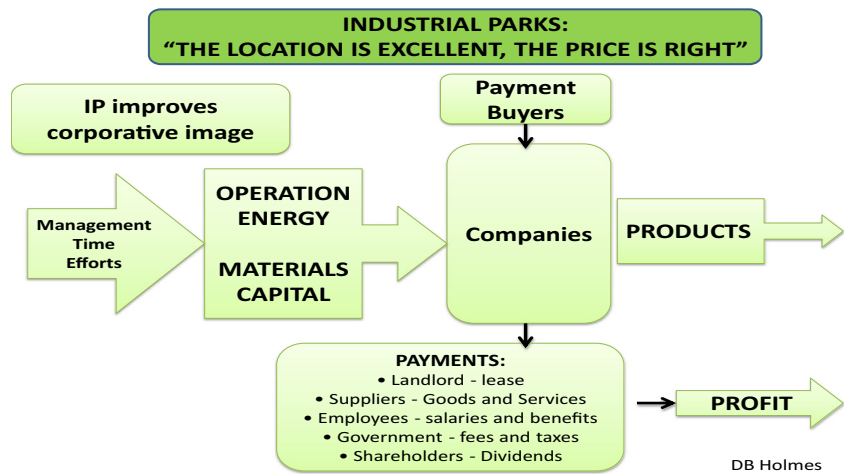 INDUSTRIAL PARKS:
“THE LOCATION IS EXCELLENT, THE PRICE IS RIGHT”
IP improves
corporative image
Payment
Buyers
Management
Time
Efforts
OPERATION
ENERGY
MATERIALS
CAPITAL
Companies
PRODUCTS
PAYMENTS:
• Landlord - lease
• Suppliers - Goods and Services
• Employees - salaries and benefits
• Government - fees and taxes
• Shareholders - Dividends
PROFIT
DB Holmes